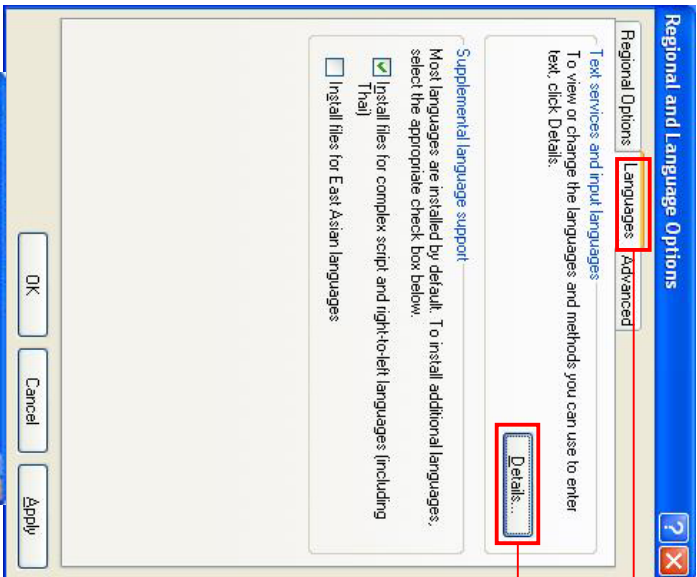 Regional and Language Options
Regional Options Languages Advanced
Text services and input languages
To view or change the languages and methods you can use to enter
text, click Details.
Details...
Supplemental language support
Most languages are installed by default. To install additional languages,
select the appropriate check box below.
Install files for complex script and right-to-left languages (including
Thai)
Install files for East Asian languages
OK Cancel Apply